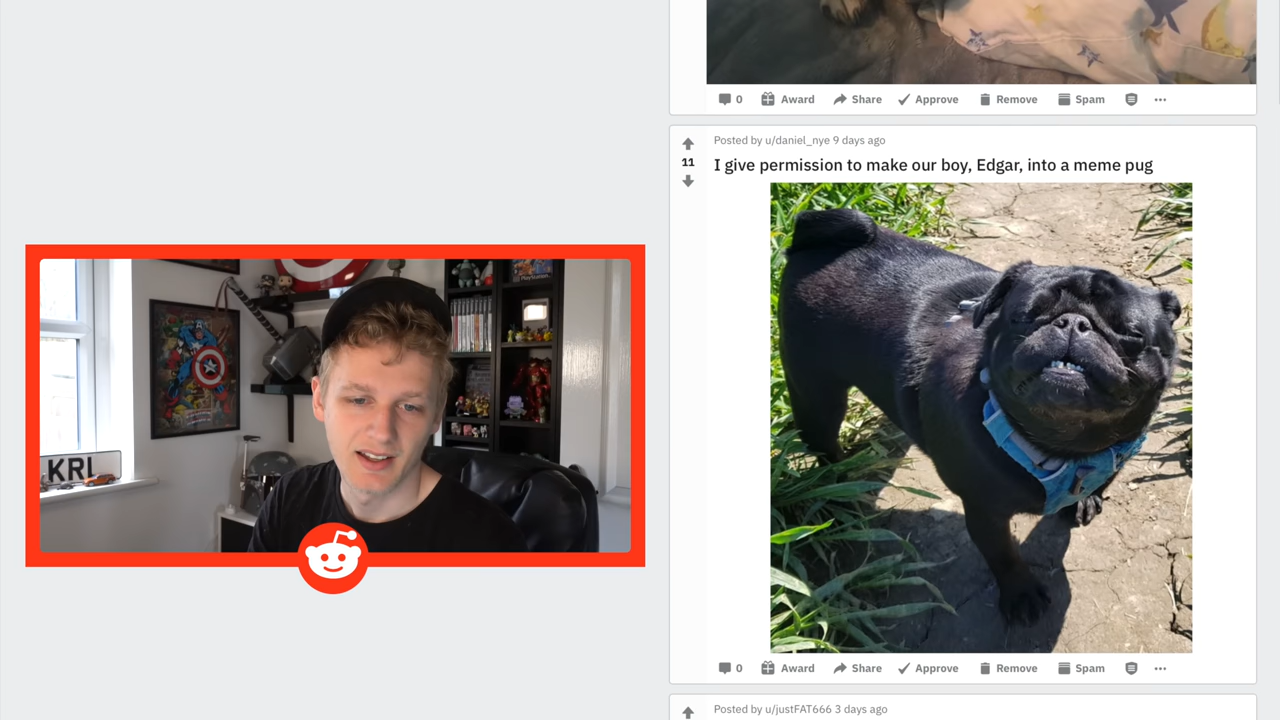 0 Award Share Approve Remove Spam
Posted by u/daniel_nye 9 days ago
11
I give permission to make our boy, Edgar, into a meme pug
KRL
0 Award Share Approve Remove Spam
Posted by u/justFAT666 3 days ago